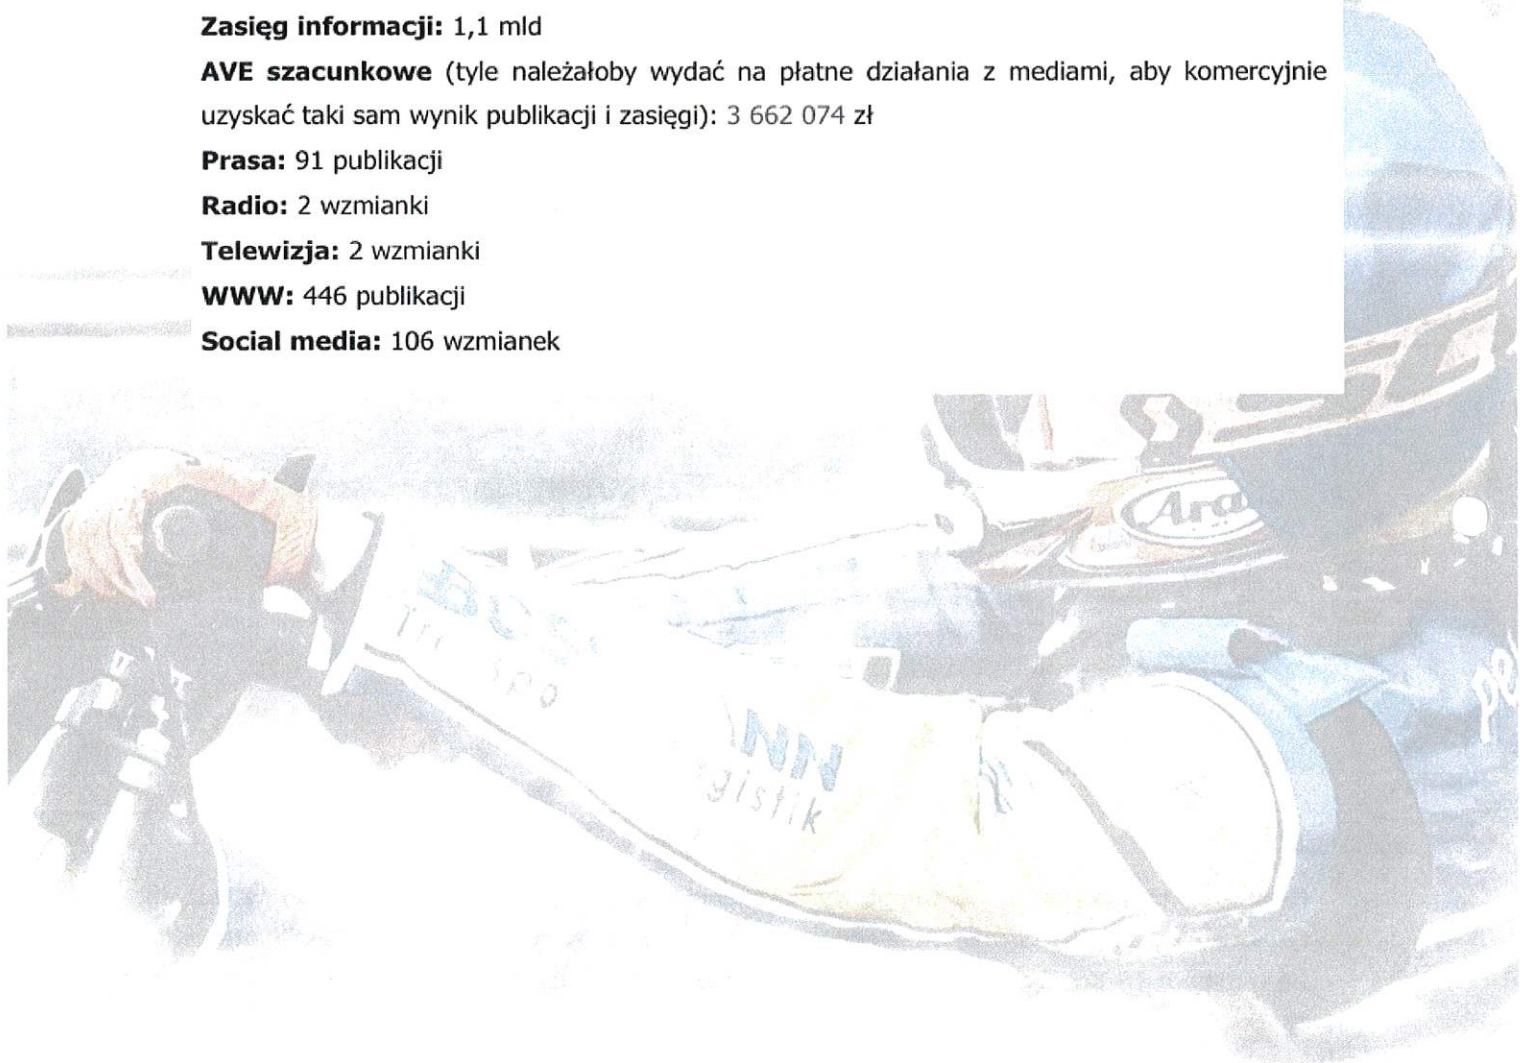 Zasięg informacji: 1,1 mld
AVE szacunkowe (tyle należałoby wydać na płatne działania z mediami, aby komercyjnie
uzyskać taki sam wynik publikacji i zasięgi): 3 662 074 zł
Prasa: 91 publikacji
Radio: 2 wzmianki
Telewizja: 2 wzmianki
WWW: 446 publikacji
Social media: 106 wzmianek